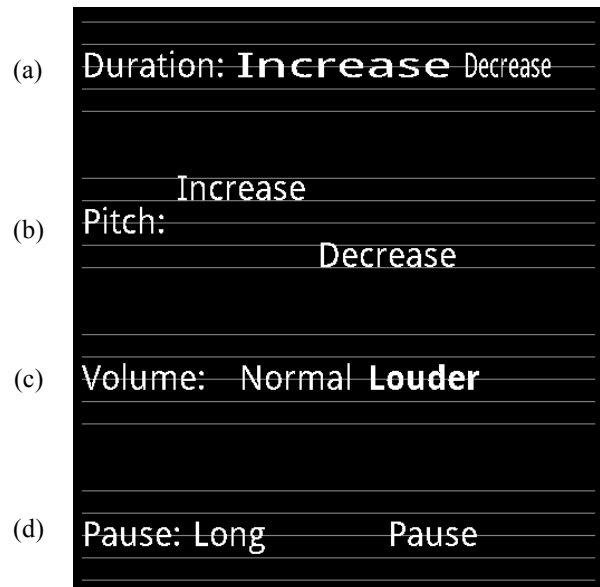 (a) Duration: Increase Decrease
Increase
(b) Pitch:
Decrease
(c) Volume: Normal Louder
(d) Pause: Long Pause